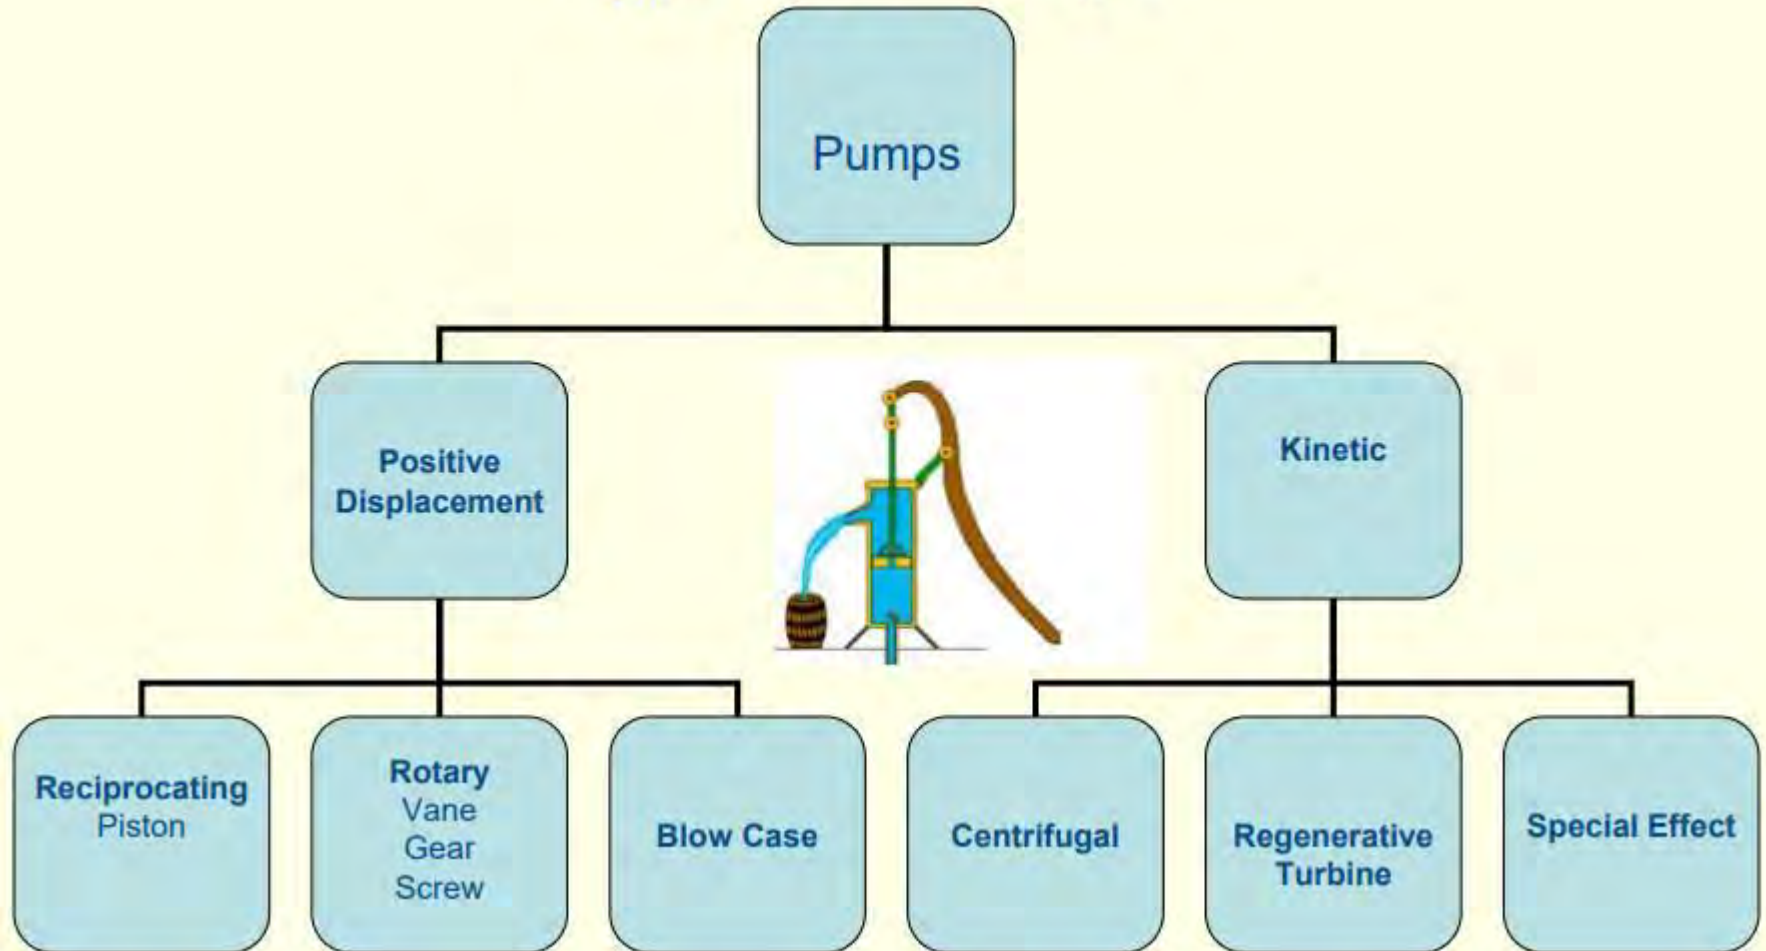 Pumps
Positive
Displacement
Kinetic
Reciprocating
Piston
Rotary
Vane
Gear
Screw
Blow Case
Centrifugal
Regenerative
Turbine
Special Effect